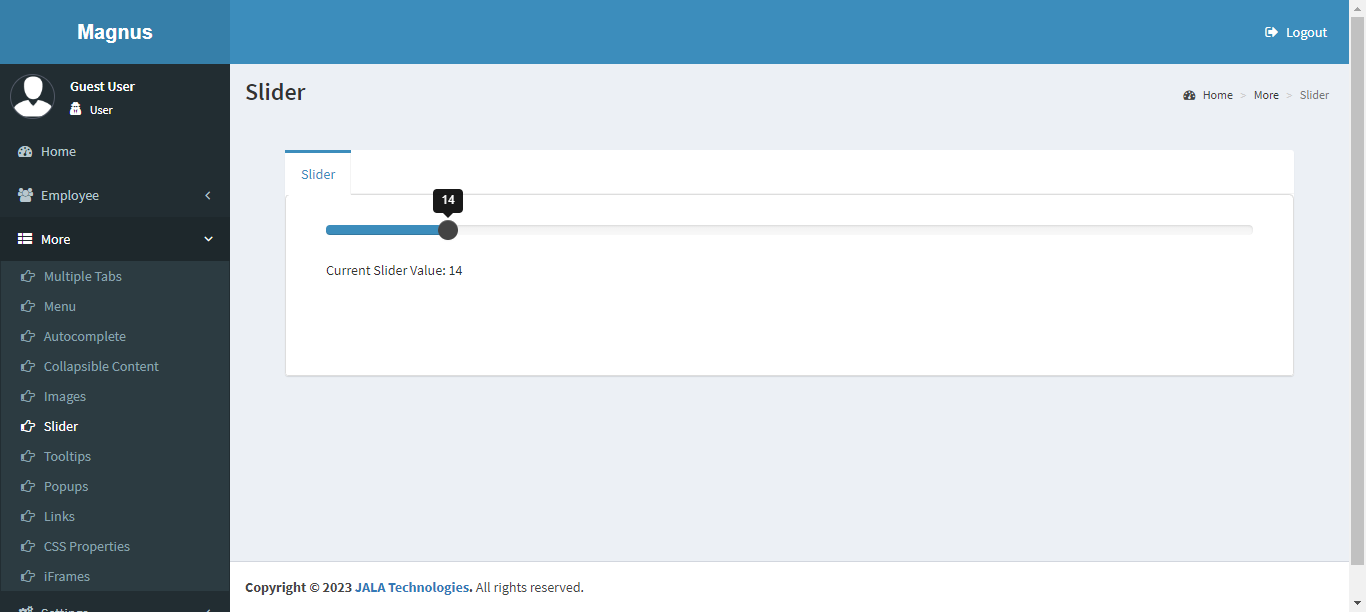 Magnus
Logout
Guest User
User
Home
Employee
More
Multiple Tabs
Menu
Autocomplete
Collapsible Content
Images
Slider
Tooltips
Popups
Links
CSS Properties
iFrames
Settings
Slider
Home > More > Slider
Slider
14
Current Slider Value: 14
Copyright © 2023 JALA Technologies. All rights reserved.